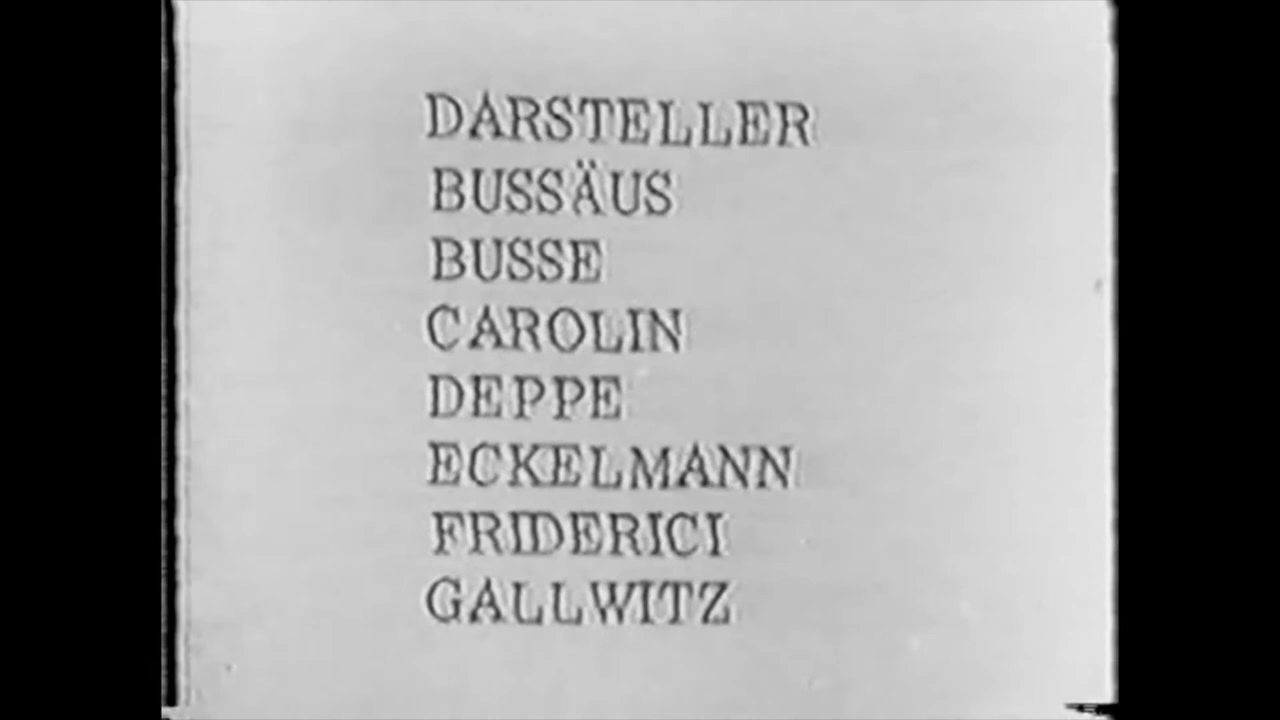 DARSTELLER
BUSSÄUS
BUSSE
CAROLIN
DEPPE
ECKELMANN
FRIDERICI
GALLWITZ